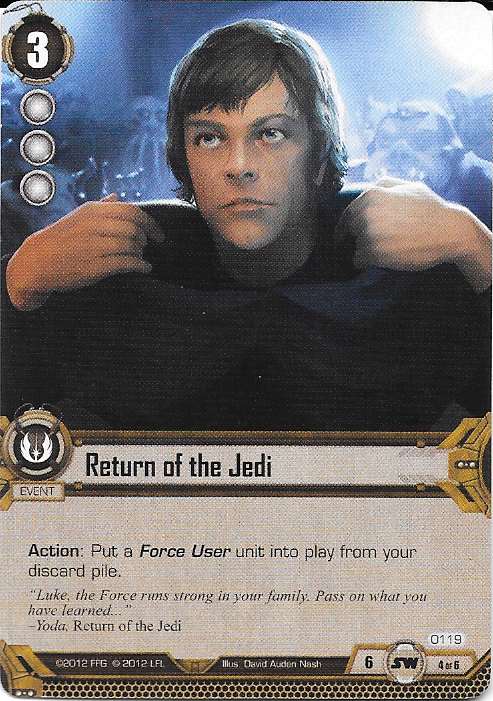 3
Return of the Jedi
EVENT
Action: Put a Force User unit into play from your
discard pile.
“Luke, the Force runs strong in your family. Pass on what you
have learned...”
–Yoda, Return of the Jedi
0119
©2012 FFG ©2012 LFL Illus. David Auden Nash 6 SW 4 of 6